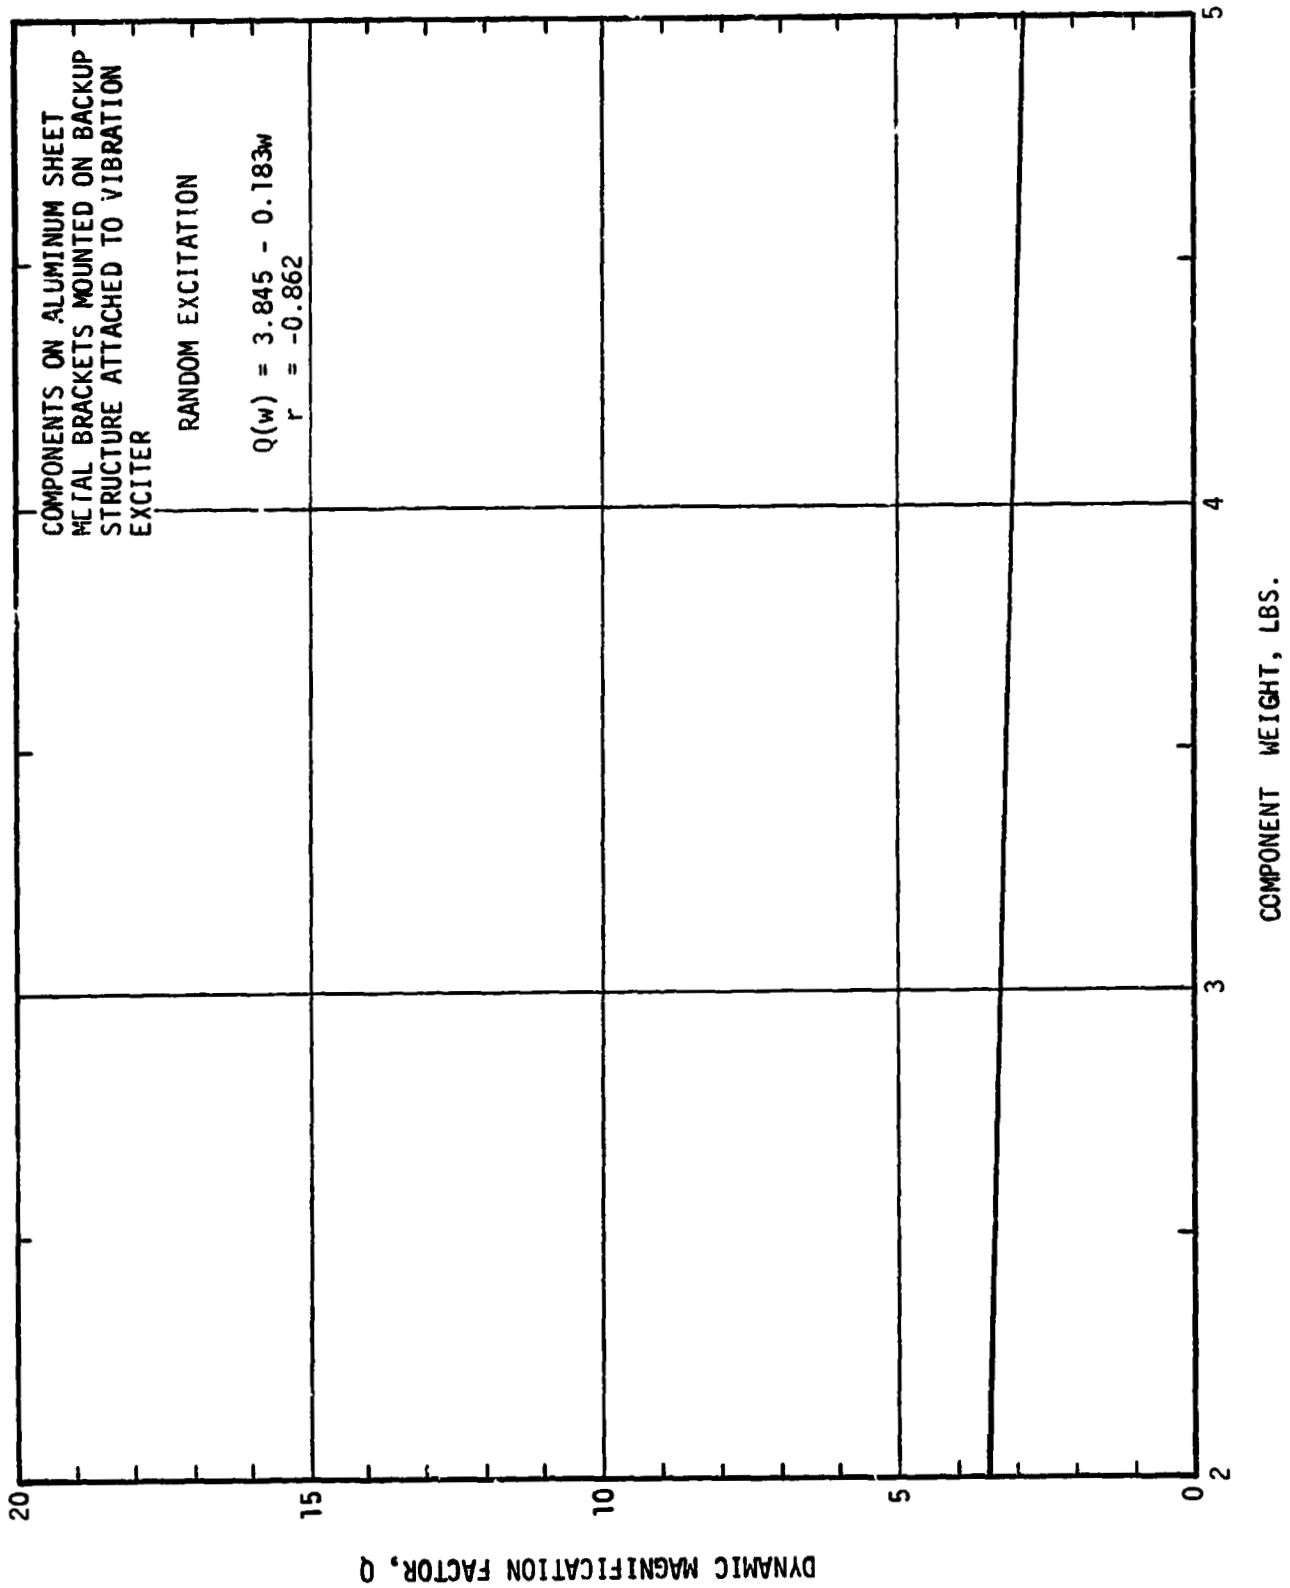 COMPONENTS ON ALUMINUM SHEET
METAL BRACKETS MOUNTED ON BACKUP
STRUCTURE ATTACHED TO VIBRATION
EXCITER
RANDOM EXCITATION
Q(w) = 3.845 - 0.183w
r = -0.862
20
15
10
5
0
DYNAMIC MAGNIFICATION FACTOR, Q
2
3
4
5
COMPONENT WEIGHT, LBS.